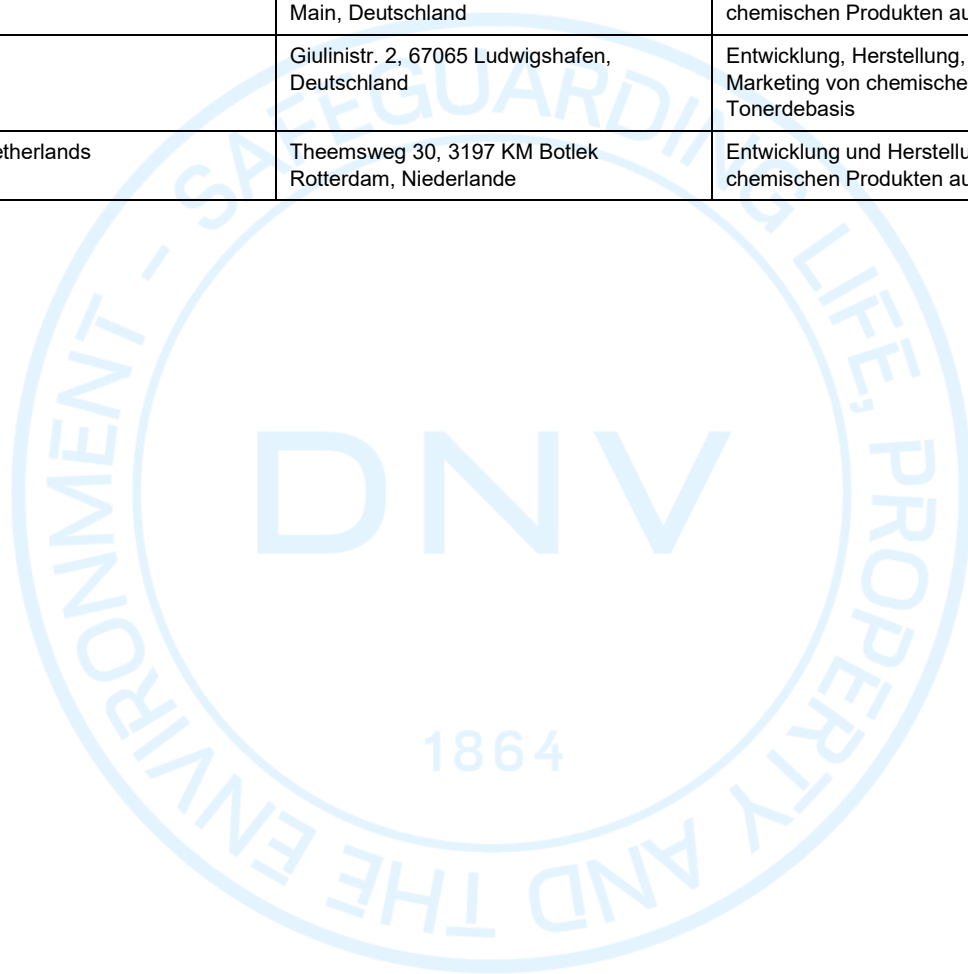 Main, Deutschland
chemischen Produkten au
Giulinistr. 2, 67065 Ludwigshafen,
Deutschland
Entwicklung, Herstellung,
Marketing von chemische
Tonerdebasis
etherlands
Theemsweg 30, 3197 KM Botlek
Rotterdam, Niederlande
Entwicklung und Herstellu
chemischen Produkten au
SAFEGUARDING LIFE, PROPERTY AND THE ENVIRONMENT -
DNV
1864